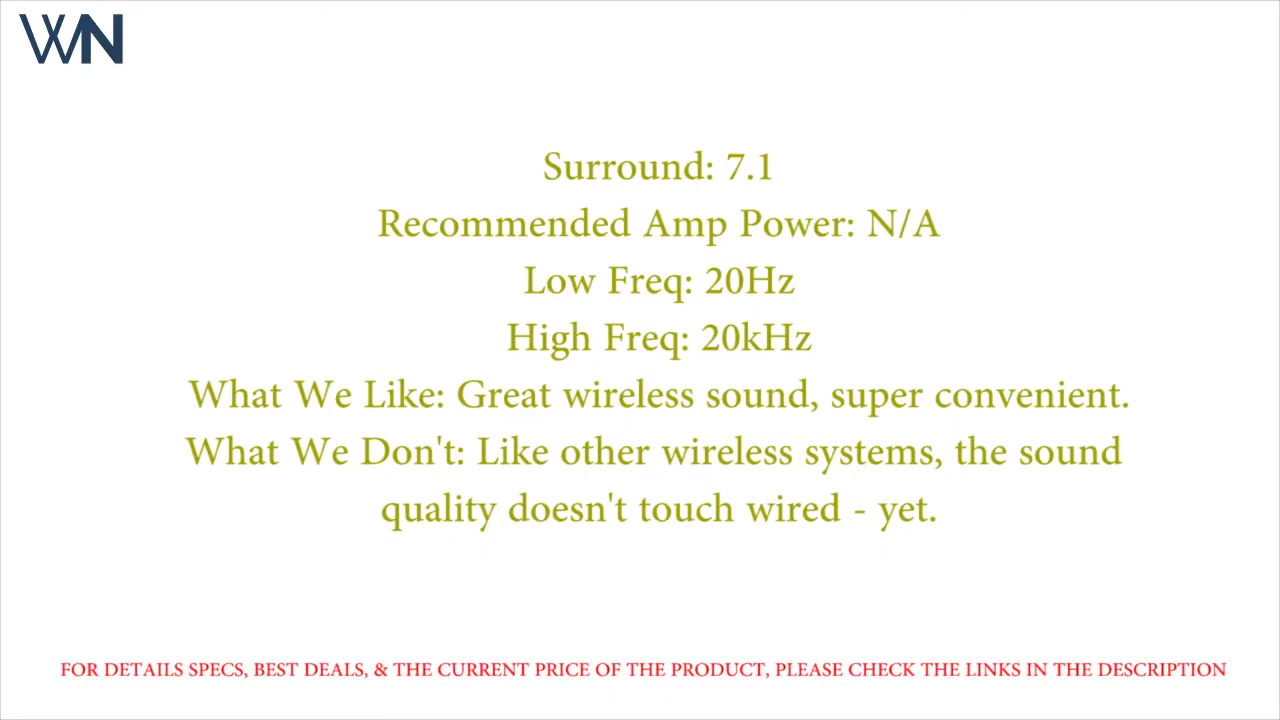 WN
Surround: 7.1
Recommended Amp Power: N/A
Low Freq: 20Hz
High Freq: 20kHz
What We Like: Great wireless sound, super convenient.
What We Don't: Like other wireless systems, the sound
quality doesn't touch wired - yet.
FOR DETAILS SPECS, BEST DEALS, & THE CURRENT PRICE OF THE PRODUCT, PLEASE CHECK THE LINKS IN THE DESCRIPTION